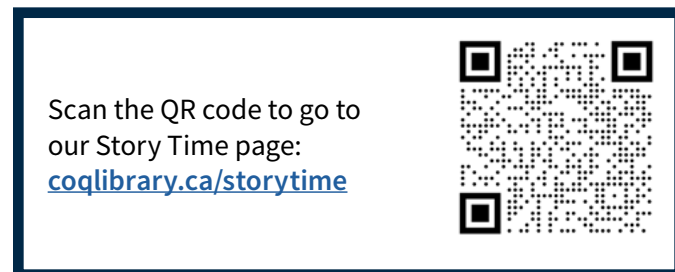 Scan the QR code to go to
our Story Time page:
coqlibrary.ca/storytime